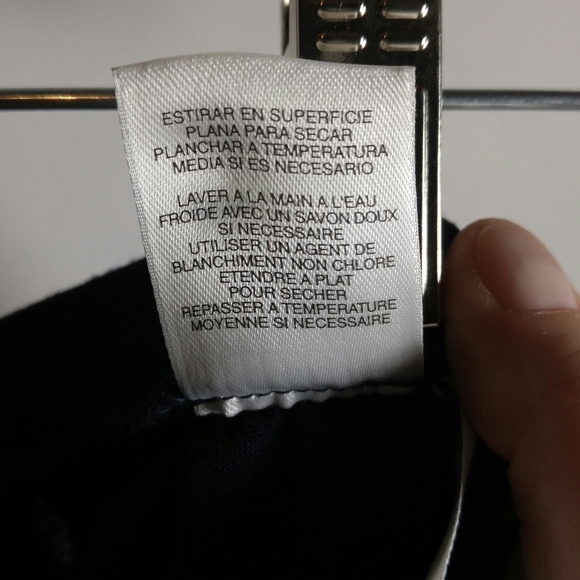 ESTIRAR EN SUPERFICIE
PLANA PARA SECAR
PLANCHAR A TEMPERATURA
MEDIA SI ES NECESARIO
LAVER A LA MAIN A L'EAU
FROIDE AVEC UN SAVON DOUX
SI NECESSAIRE
UTILISER UN AGENT DE
BLANCHIMENT NON CHLORE
ETENDRE A PLAT
POUR SECHER
REPASSER A TEMPERATURE
MOYENNE SI NECESSAIRE